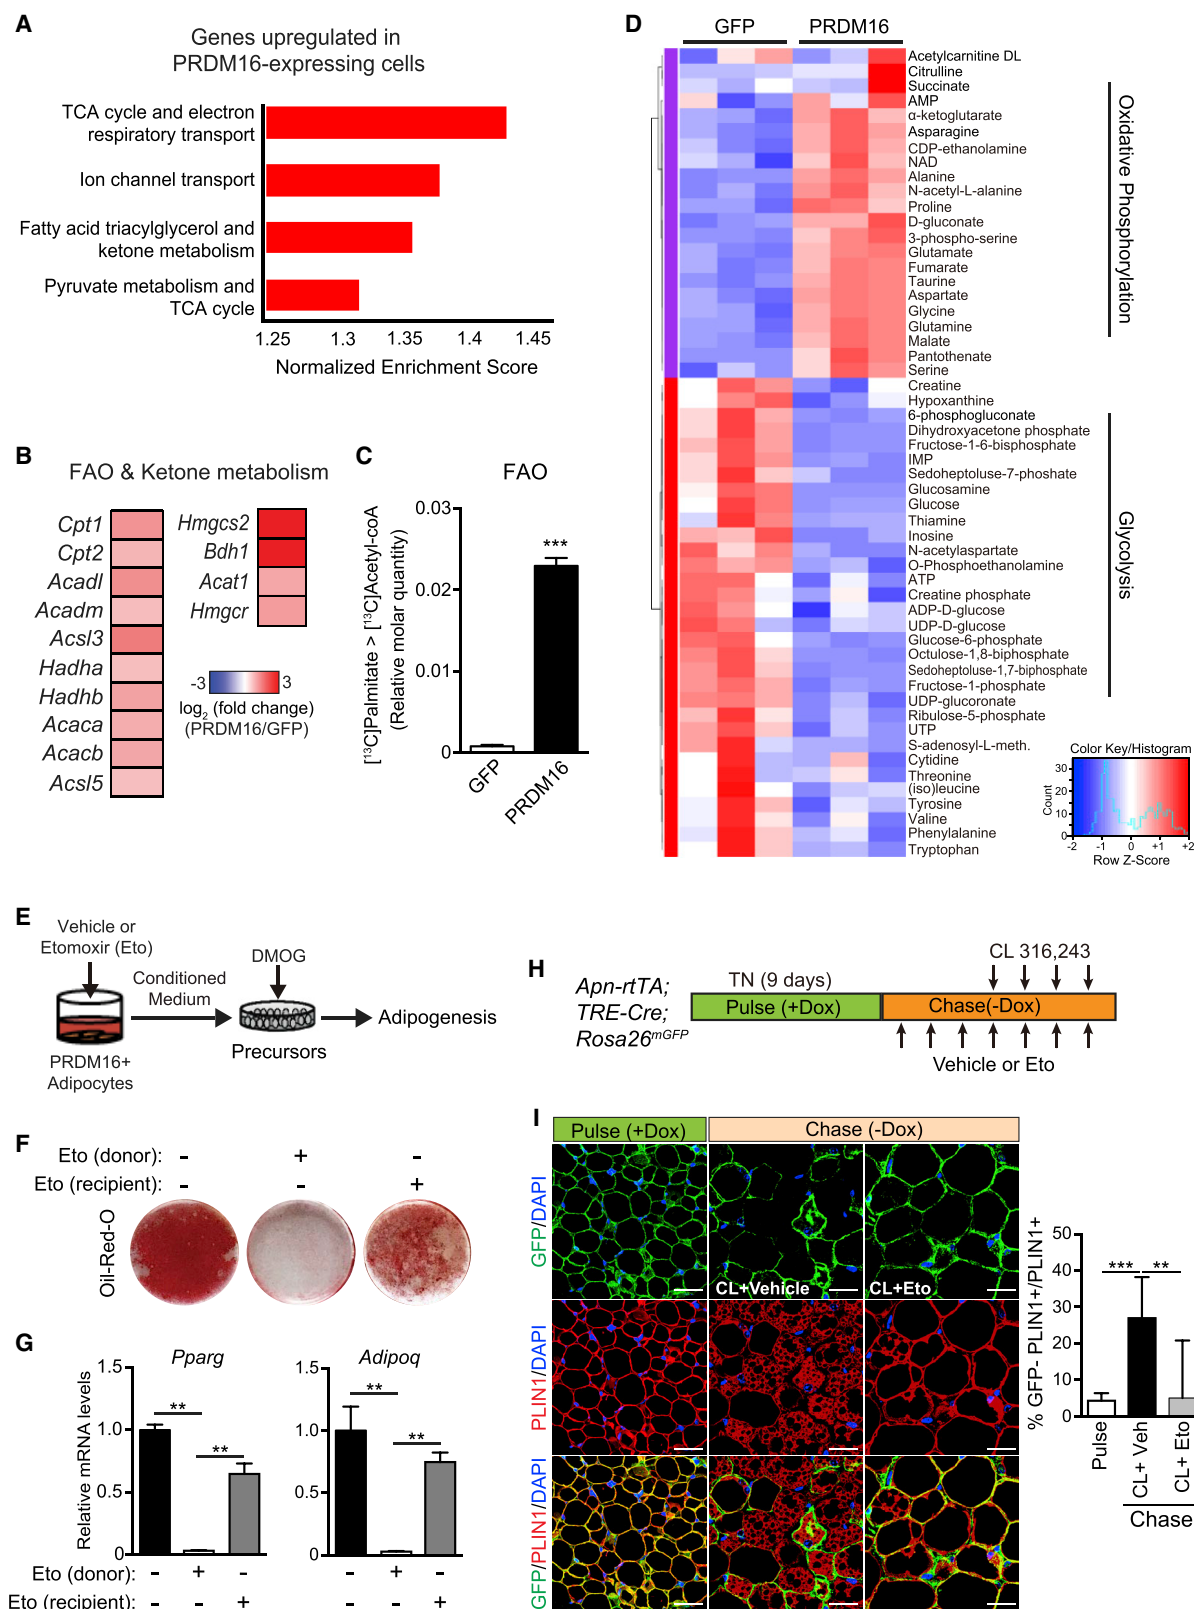 A
Genes upregulated in
PRDM16-expressing cells
TCA cycle and electron
respiratory transport
Ion channel transport
Fatty acid triacylglycerol and
ketone metabolism
Pyruvate metabolism and
TCA cycle
1.25 1.3 1.35 1.4 1.45
Normalized Enrichment Score
B
FAO & Ketone metabolism
Cpt1
Cpt2
Acadl
Acadm
Acsl3
Hadha
Hadhb
Acaca
Acacb
Acsl5
Hmgcs2
Bdh1
Acat1
Hmgcr
-3 3
log2 (fold change)
(PRDM16/GFP)
C
FAO
[13C]Palmitate > [13C]Acetyl-coA
(Relative molar quantity)
0.03
0.02
0.01
0
***
GFP
PRDM16
D
GFP PRDM16
Acetylcarnitine DL
Citrulline
Succinate
AMP
α-ketoglutarate
Asparagine
CDP-ethanolamine
NAD
Alanine
N-acetyl-L-alanine
Proline
D-gluconate
3-phospho-serine
Glutamate
Fumarate
Taurine
Aspartate
Glycine
Glutamine
Malate
Pantothenate
Serine
Creatine
Hypoxanthine
6-phosphogluconate
Dihydroxyacetone phosphate
Fructose-1-6-bisphosphate
IMP
Sedoheptoluse-7-phoshate
Glucosamine
Glucose
Thiamine
Inosine
N-acetylaspartate
O-Phosphoethanolamine
ATP
Creatine phosphate
ADP-D-glucose
UDP-D-glucose
Glucose-6-phosphate
Octulose-1,8-biphosphate
Sedoheptoluse-1,7-biphosphate
Fructose-1-phosphate
UDP-glucoronate
Ribulose-5-phosphate
UTP
S-adenosyl-L-meth.
Cytidine
Threonine
(iso)leucine
Tyrosine
Valine
Phenylalanine
Tryptophan
Oxidative Phosphorylation
Glycolysis
Color Key/Histogram
Count
30
20
10
0
-2 -1 0 +1 +2
Row Z-Score
E
Vehicle or
Etomoxir (Eto)
Conditioned
Medium
DMOG
Adipogenesis
Precursors
PRDM16+
Adipocytes
F
Eto (donor): - + -
Eto (recipient): - - +
Oil-Red-O
G
Pparg
Adipoq
Relative mRNA levels
1.5
1.0
0.5
0
**
**
1.5
1.0
0.5
0
**
**
Eto (donor): - + - - + -
Eto (recipient): - - + - - +
H
Apn-rtTA;
TRE-Cre;
Rosa26mGFP
TN (9 days)
CL 316,243
Pulse (+Dox)
Chase(-Dox)
Vehicle or Eto
I
Pulse (+Dox)
Chase (-Dox)
GFP/DAPI
CL+Vehicle
CL+Eto
PLIN1/DAPI
GFP/PLIN1/DAPI
% GFP- PLIN1+/PLIN1+
50
40
30
20
10
0
*** **
Pulse
CL+ Veh
CL+ Eto
Chase